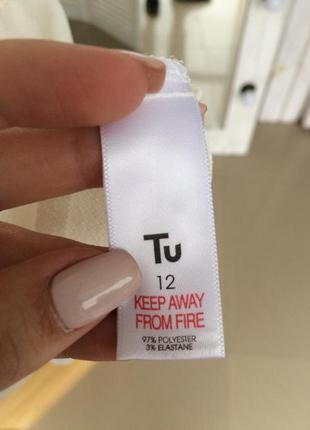 Tu
12
KEEP AWAY
FROM FIRE
97% POLYESTER
3% ELASTANE